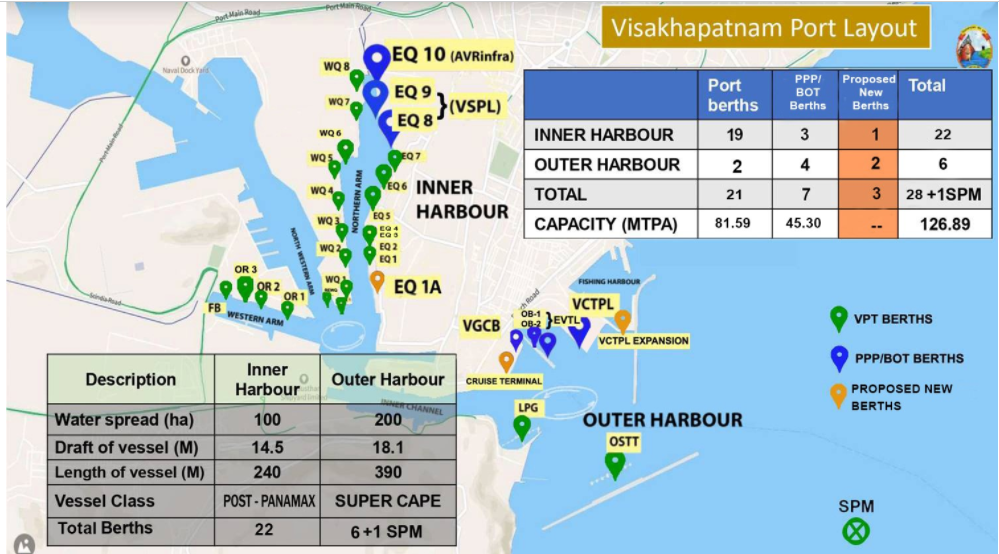 Visakhapatnam Port Layout
Port Main Road
Port Main Road
Naval Dock Yard
Port Main Road
Scindia Road
EQ 10 (AVRinfra)
WQ 8
EQ 9
(VSPL)
WQ 7
EQ 8
WQ 6
WQ 5
EQ 7
EQ 6
WQ 4
INNER
HARBOUR
NORTHERN ARM
EQ 5
WQ 3
EQ 4
EQ 3
WQ 2
EQ 2
EQ 1
NORTH WESTERN ARM
WQ 1
EQ 1A
OR 3
OR 2
OR 1
FB
WESTERN ARM
Port berths | PPP/ BOT Berths | Proposed New Berths | Total
INNER HARBOUR | 19 | 3 | 1 | 22
OUTER HARBOUR | 2 | 4 | 2 | 6
TOTAL | 21 | 7 | 3 | 28 +1SPM
CAPACITY (MTPA) | 81.59 | 45.30 | -- | 126.89
FISHING HARBOUR
VCTPL
OB-1
OB-2
EVTL
VGCB
VCTPL EXPANSION
CRUISE TERMINAL
INNER CHANNEL
LPG
OUTER HARBOUR
OSTT
SPM
VPT BERTHS
PPP/BOT BERTHS
PROPOSED NEW
BERTHS
Description | Inner Harbour | Outer Harbour
Water spread (ha) | 100 | 200
Draft of vessel (M) | 14.5 | 18.1
Length of vessel (M) | 240 | 390
Vessel Class | POST - PANAMAX | SUPER CAPE
Total Berths | 22 | 6+1 SPM